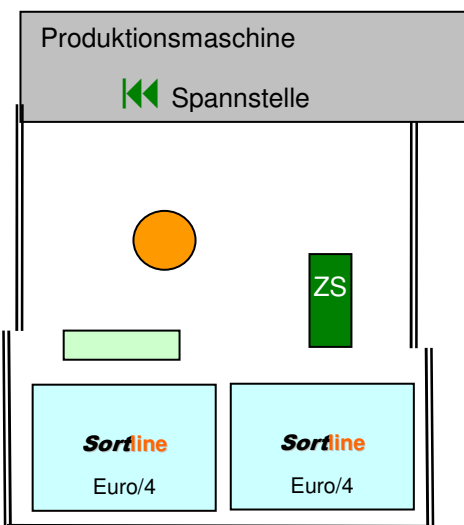 Produktionsmaschine
Spannstelle
ZS
Sortline
Euro/4
Sortline
Euro/4